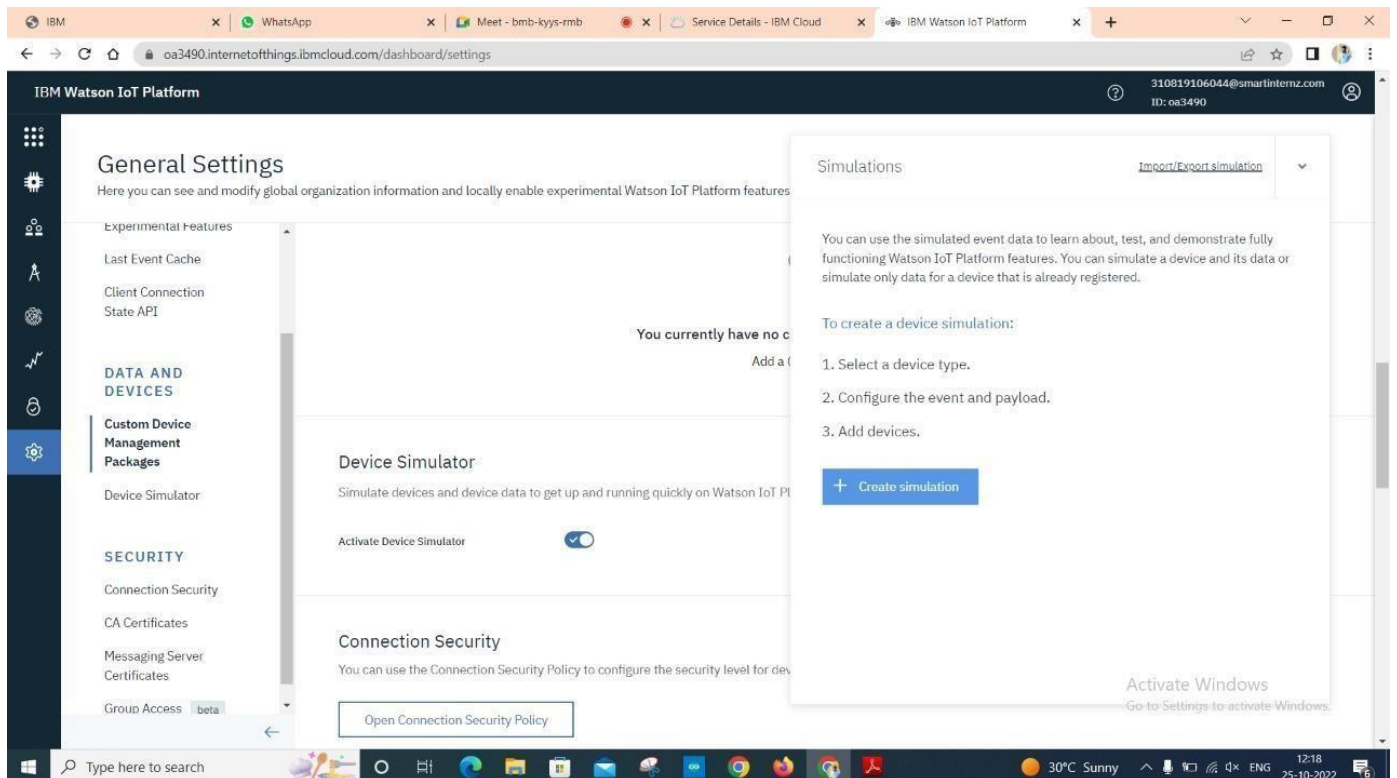 IBM
WhatsApp
Meet - bmb-kyys-rmb
Service Details - IBM Cloud
IBM Watson IoT Platform
oa3490.internetofthings.ibmcloud.com/dashboard/settings
IBM Watson IoT Platform
310819106044@smartinternz.com
ID: oa3490
General Settings
Here you can see and modify global organization information and locally enable experimental Watson IoT Platform features
Experimental Features
Last Event Cache
Client Connection
State API
DATA AND
DEVICES
Custom Device
Management
Packages
Device Simulator
SECURITY
Connection Security
CA Certificates
Messaging Server
Certificates
Group Access beta
You currently have no c
Add a
Device Simulator
Simulate devices and device data to get up and running quickly on Watson IoT Pl
Activate Device Simulator
Connection Security
You can use the Connection Security Policy to configure the security level for dev
Open Connection Security Policy
Simulations
Import/Export simulation
You can use the simulated event data to learn about, test, and demonstrate fully
functioning Watson IoT Platform features. You can simulate a device and its data or
simulate only data for a device that is already registered.
To create a device simulation:
1. Select a device type.
2. Configure the event and payload.
3. Add devices.
+ Create simulation
Activate Windows
Go to Settings to activate Windows.
Type here to search
30°C Sunny
ENG
12:18
25-10-2022
6